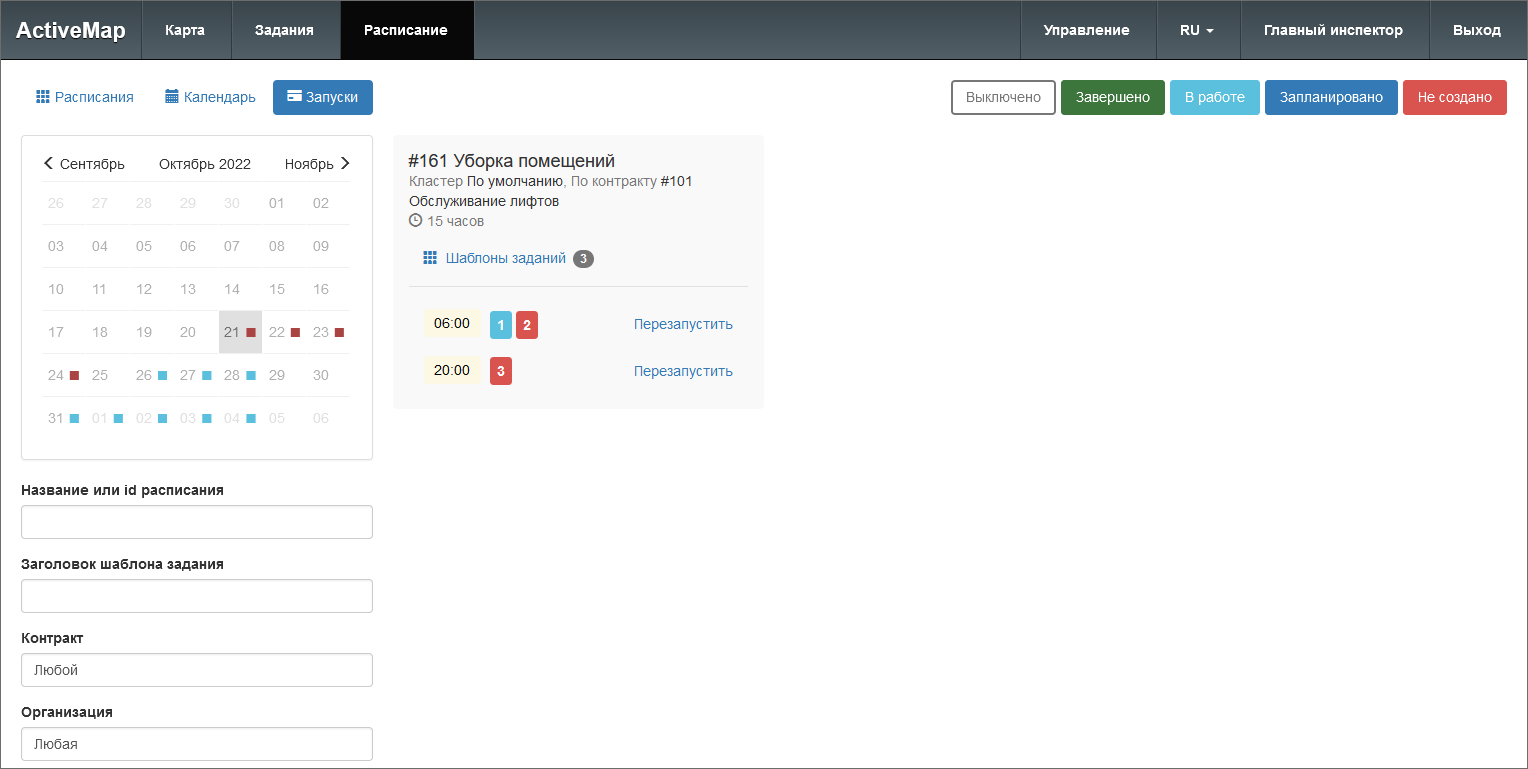 ActiveMap Карта Задания Расписание Управление RU Главный инспектор Выход
Расписания Календарь Запуски Выключено Завершено В работе Запланировано Не создано
Сентябрь Октябрь 2022 Ноябрь
26 27 28 29 30 01 02
03 04 05 06 07 08 09
10 11 12 13 14 15 16
17 18 19 20 21 22 23
24 25 26 27 28 29 30
31 01 02 03 04 05 06
#161 Уборка помещений
Кластер По умолчанию, По контракту #101
Обслуживание лифтов
15 часов
Шаблоны заданий 3
06:00 1 2 Перезапустить
20:00 3 Перезапустить
Название или id расписания
Заголовок шаблона задания
Контракт
Любой
Организация
Любая